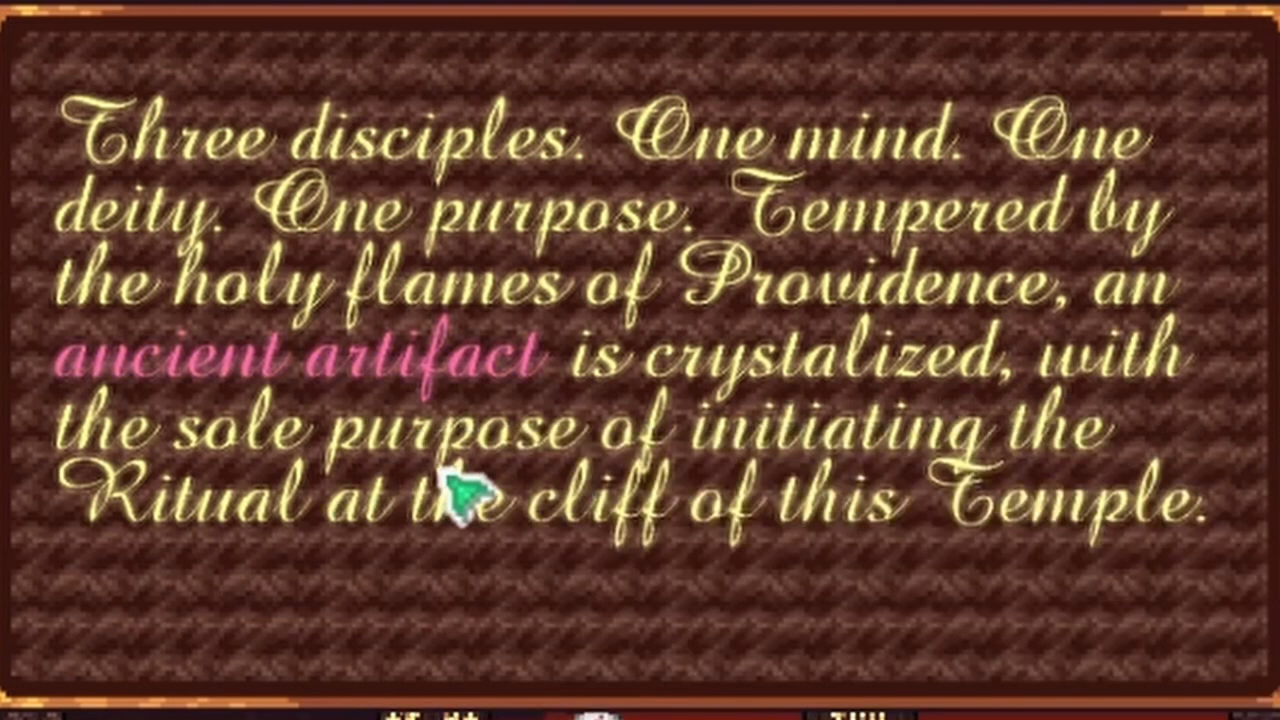 Three disciples. One mind. One
deity. One purpose. Tempered by
the holy flames of Providence, an
ancient artifact is crystalized, with
the sole purpose of initiating the
Ritual at the cliff of this Temple.